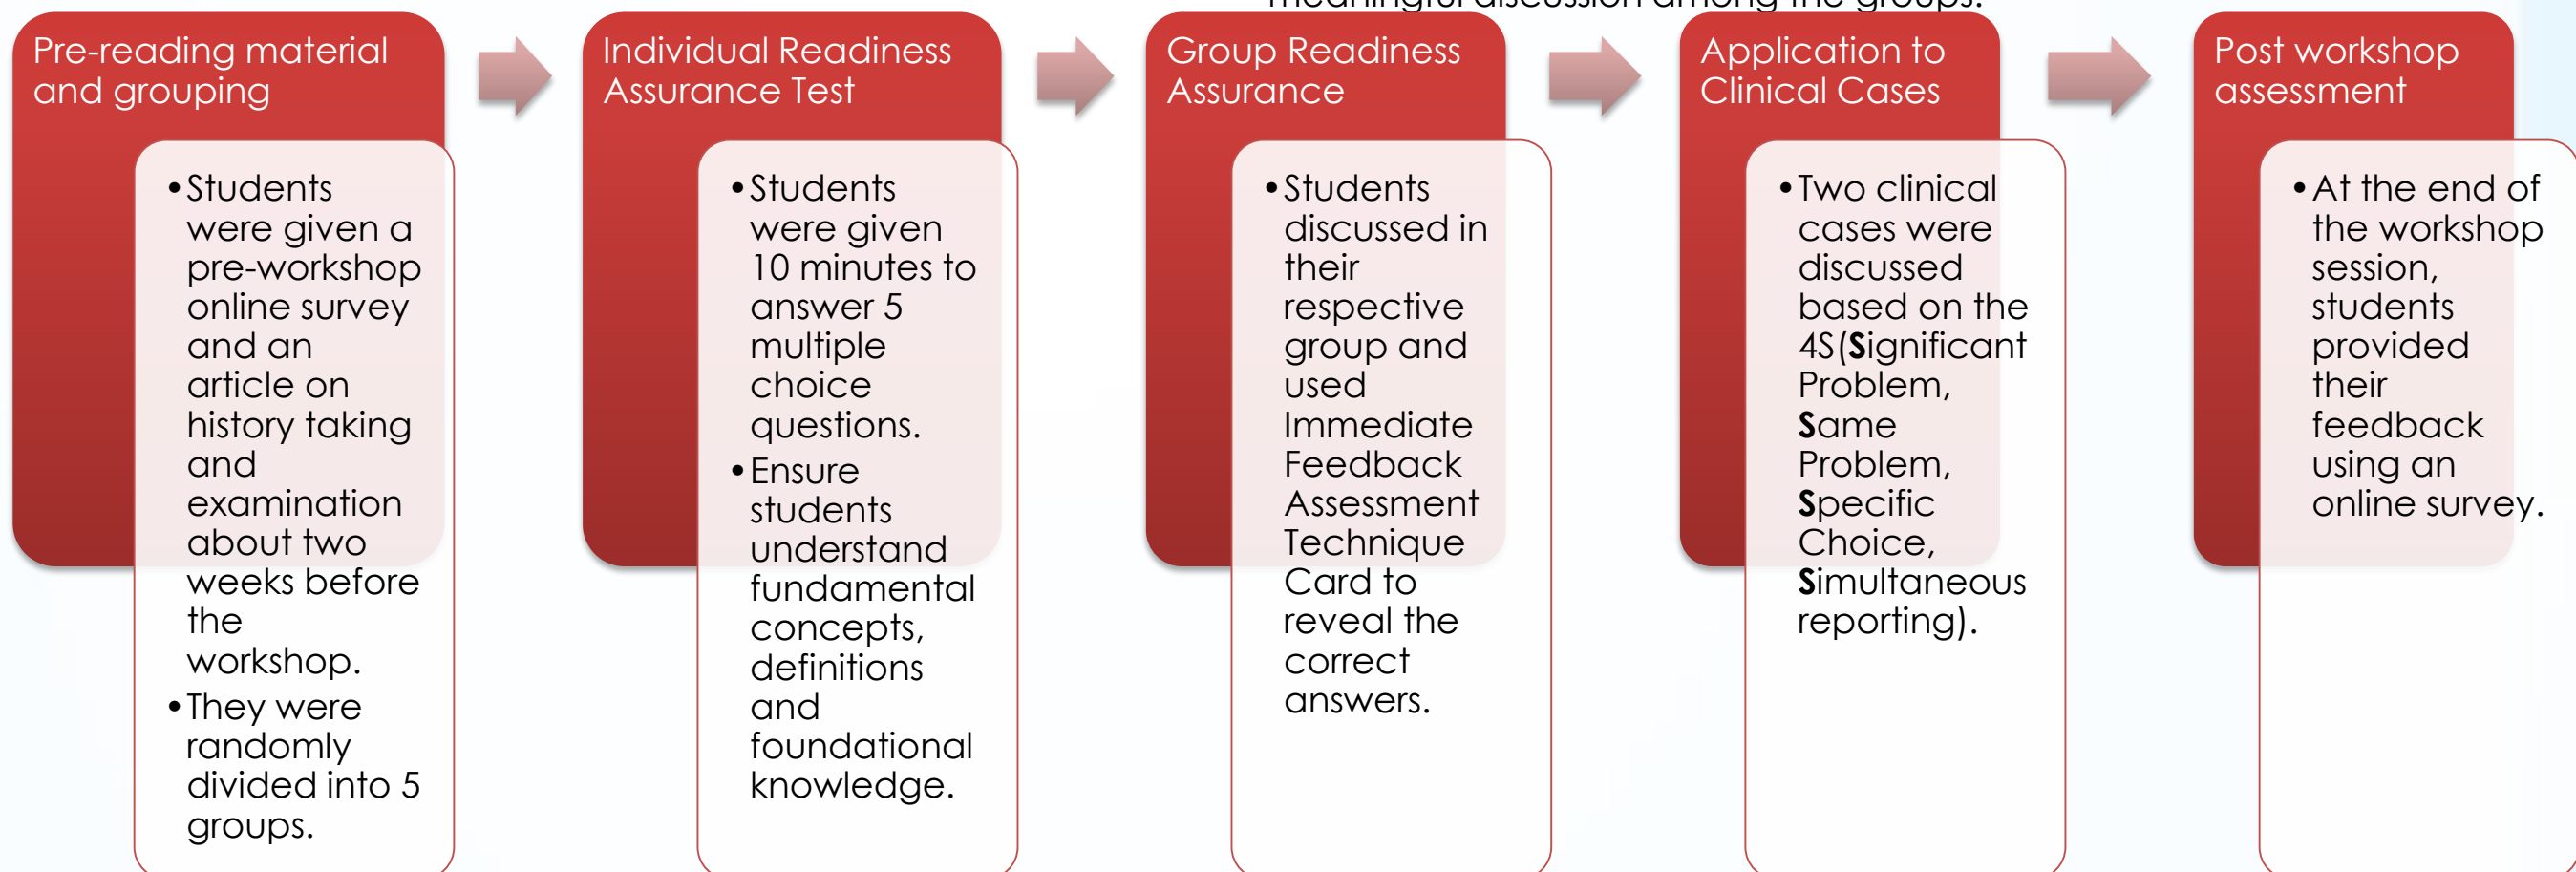 meaningful discussion among the groups.
Pre-reading material
and grouping
•Students
were given a
pre-workshop
online survey
and an
article on
history taking
and
examination
about two
weeks before
the
workshop.
•They were
randomly
divided into 5
groups.
Individual Readiness
Assurance Test
•Students
were given
10 minutes to
answer 5
multiple
choice
questions.
•Ensure
students
understand
fundamental
concepts,
definitions
and
foundational
knowledge.
Group Readiness
Assurance
•Students
discussed in
their
respective
group and
used
Immediate
Feedback
Assessment
Technique
Card to
reveal the
correct
answers.
Application to
Clinical Cases
•Two clinical
cases were
discussed
based on the
4S(Significant
Problem,
Same
Problem,
Specific
Choice,
Simultaneous
reporting).
Post workshop
assessment
•At the end of
the workshop
session,
students
provided
their
feedback
using an
online survey.